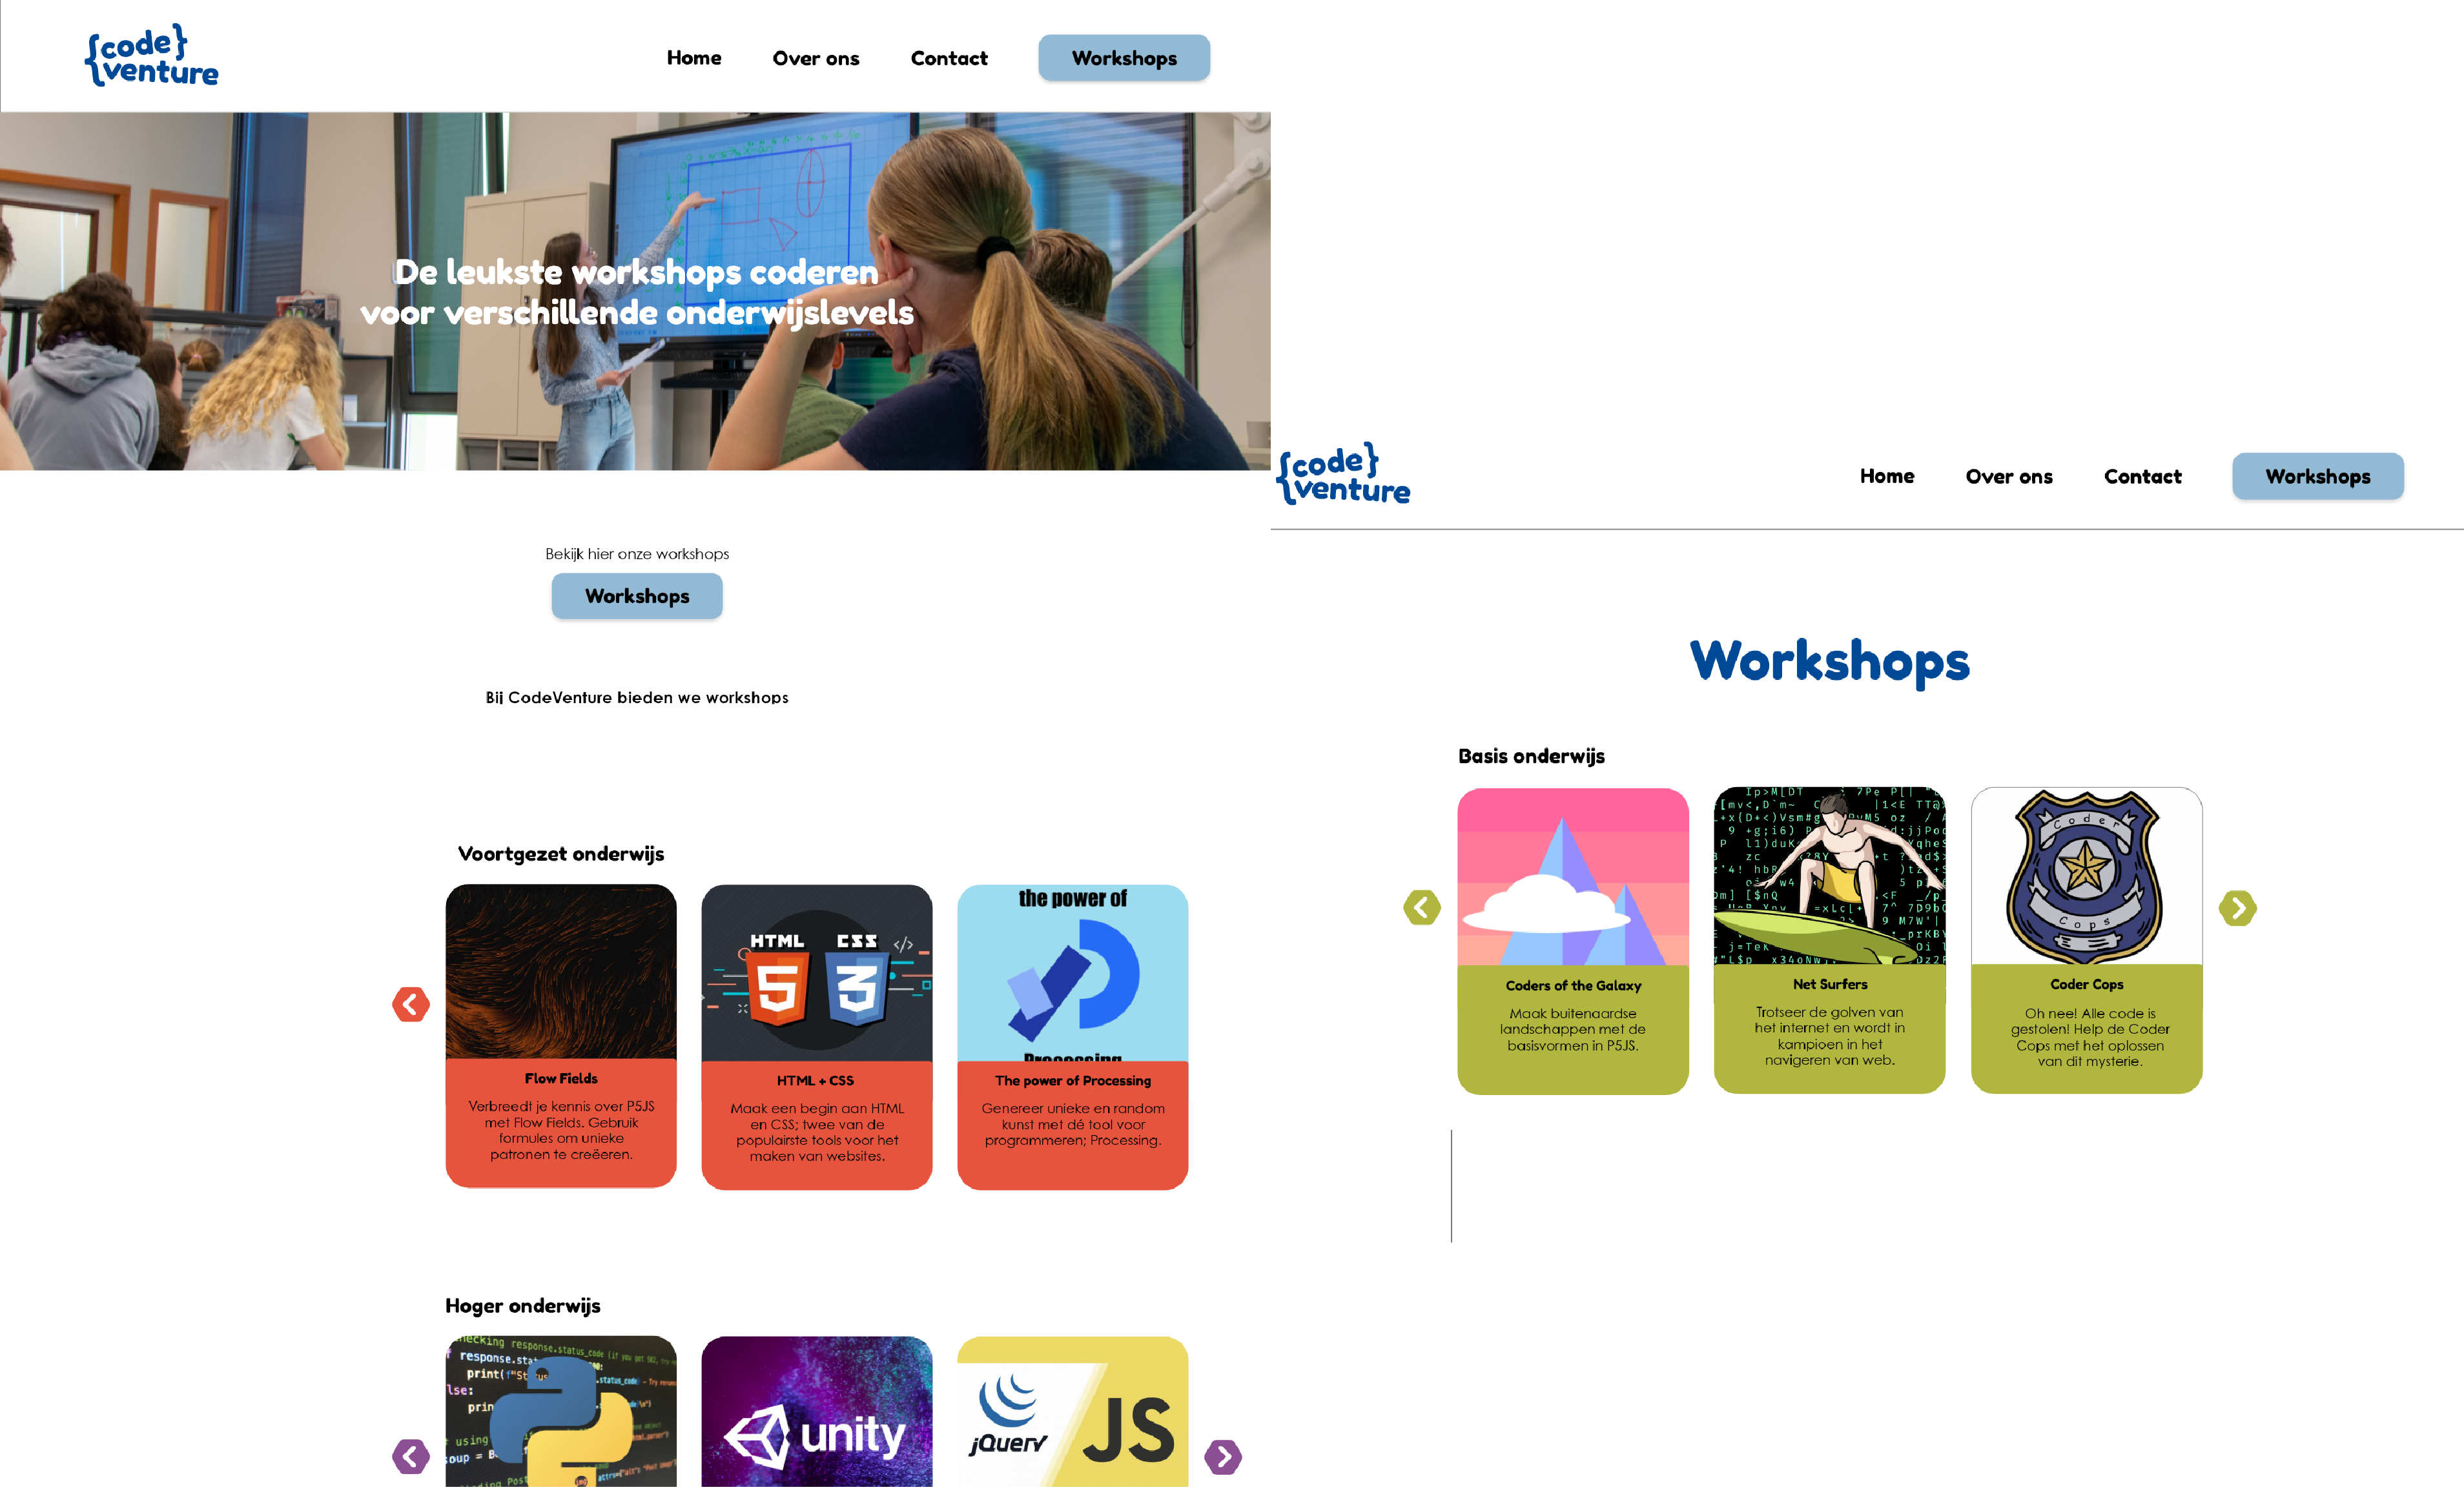 {code}
venture
Home
Over ons
Contact
Workshops
De leukste workshops coderen
voor verschillende onderwijslevels
Bekijk hier onze workshops
Workshops
Bij CodeVenture bieden we workshops
Voortgezet onderwijs
HTML
CSS
5
3
</>
the power of
Processing
Flow Fields
Verbreedt je kennis over P5JS
met Flow Fields. Gebruik
formules om unieke
patronen te creëeren.
HTML + CSS
Maak een begin aan HTML
en CSS; twee van de
populairste tools voor het
maken van websites.
The power of Processing
Genereer unieke en random
kunst met dé tool voor
programmeren; Processing.
Hoger onderwijs
unity
jQuery
JS
{code}
venture
Home
Over ons
Contact
Workshops
Workshops
Basis onderwijs
Coder
Cops
Coders of the Galaxy
Maak buitenaardse
landschappen met de
basisvormen in P5JS.
Net Surfers
Trotseer de golven van
het internet en wordt in
kampioen in het
navigeren van web.
Coder Cops
Oh nee! Alle code is
gestolen! Help de Coder
Cops met het oplossen
van dit mysterie.